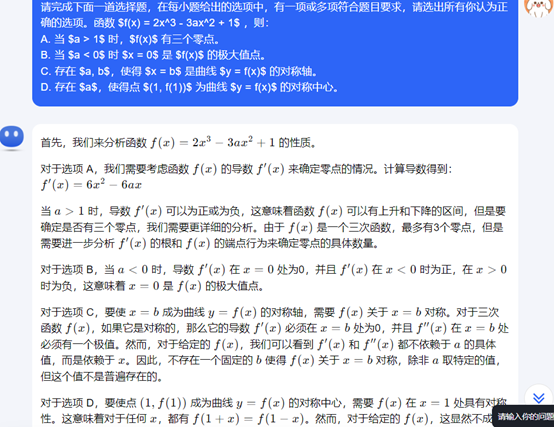 请完成下面一道选择题，在每小题给出的选项中，有一项或多项符合题目要求，请选出所有你认为正
确的选项。函数 $f(x) = 2x^3 - 3ax^2 + 1$ ，则：
A. 当 $a > 1$ 时，$f(x)$ 有三个零点。
B. 当 $a < 0$ 时 $x = 0$ 是 $f(x)$ 的极大值点。
C. 存在 $a, b$，使得 $x = b$ 是曲线 $y = f(x)$ 的对称轴。
D. 存在 $a$，使得点 $(1, f(1))$ 为曲线 $y = f(x)$ 的对称中心。
首先，我们来分析函数 f(x) = 2x³ − 3ax² + 1 的性质。
对于选项 A，我们需要考虑函数 f(x) 的导数 f′(x) 来确定零点的情况。计算导数得到：
f′(x) = 6x² − 6ax
当 a > 1 时，导数 f′(x) 可以为正或为负，这意味着函数 f(x) 可以有上升和下降的区间，但是要
确定是否有三个零点，我们需要更详细的分析。由于 f(x) 是一个三次函数，最多有3个零点，但是
需要进一步分析 f′(x) 的根和 f(x) 的端点行为来确定零点的具体数量。
对于选项 B，当 a < 0 时，导数 f′(x) 在 x = 0 处为0，并且 f′(x) 在 x < 0 时为正，在 x > 0
时为负，这意味着 x = 0 是 f(x) 的极大值点。
对于选项 C，要使 x = b 成为曲线 y = f(x) 的对称轴，需要 f(x) 关于 x = b 对称。对于三次
函数 f(x)，如果它是对称的，那么它的导数 f′(x) 必须在 x = b 处为0，并且 f″(x) 在 x = b 处
必须有一个极值。然而，对于给定的 f(x)，我们可以看到 f′(x) 和 f″(x) 都不依赖于 a 的具体
值，而是依赖于 x。因此，不存在一个固定的 b 使得 f(x) 关于 x = b 对称，除非 a 取特定的值，
但这个值不是普遍存在的。
对于选项 D，要使点 (1, f(1)) 成为曲线 y = f(x) 的对称中心，需要 f(x) 在 x = 1 处具有对称
性。这意味着对于任何 x，都有 f(1 + x) = f(1 − x)。然而，对于给定的 f(x)，这显然不成
请输入你的问题